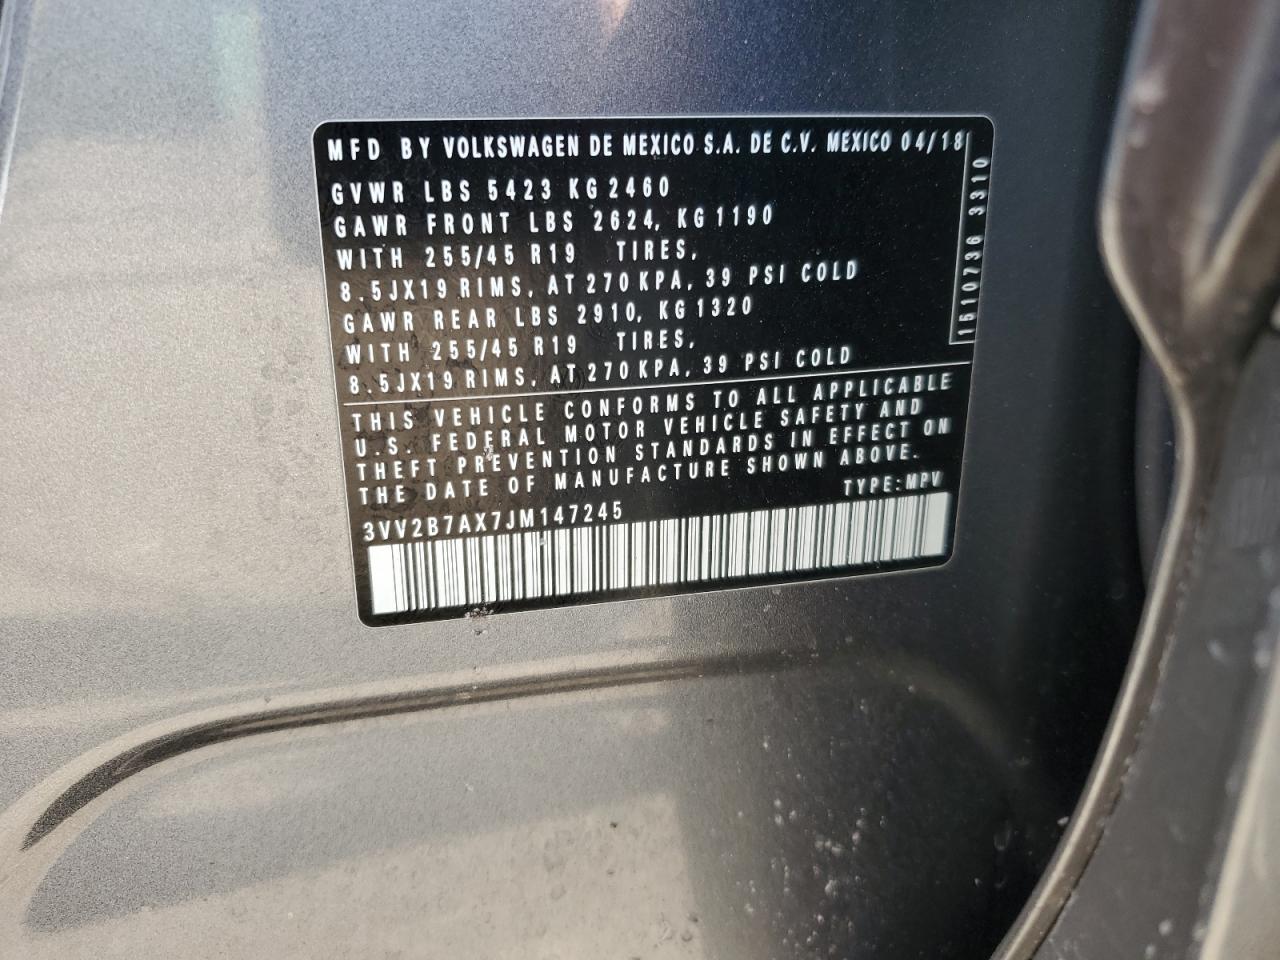 MFD BY VOLKSWAGEN DE MEXICO S.A. DE C.V. MEXICO 04/18
GVWR LBS 5423 KG 2460
GAWR FRONT LBS 2624, KG 1190
WITH 255/45 R19 TIRES,
8.5JX19 RIMS, AT 270 KPA, 39 PSI COLD
GAWR REAR LBS 2910, KG 1320
WITH 255/45 R19 TIRES,
8.5JX19 RIMS, AT 270 KPA, 39 PSI COLD
1510736 3310
THIS VEHICLE CONFORMS TO ALL APPLICABLE
U.S. FEDERAL MOTOR VEHICLE SAFETY AND
THEFT PREVENTION STANDARDS IN EFFECT ON
THE DATE OF MANUFACTURE SHOWN ABOVE.
TYPE:MPV
3VV2B7AX7JM147245